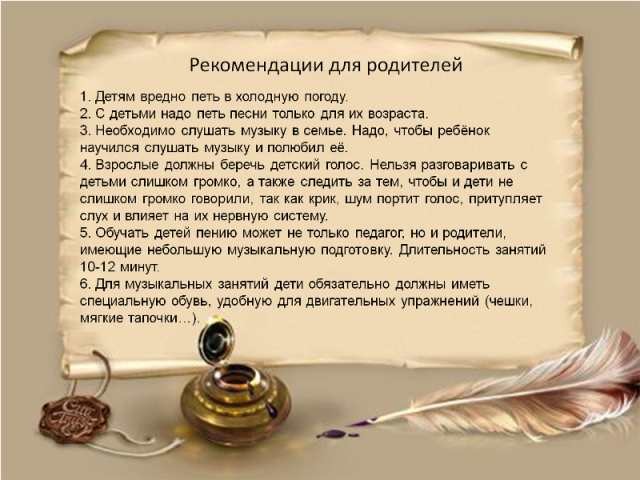 Рекомендации для родителей
1. Детям вредно петь в холодную погоду.
2. С детьми надо петь песни только для их возраста.
3. Необходимо слушать музыку в семье. Надо, чтобы ребёнок
научился слушать музыку и полюбил её.
4. Взрослые должны беречь детский голос. Нельзя разговаривать с
детьми слишком громко, а также следить за тем, чтобы и дети не
слишком громко говорили, так как крик, шум портит голос, притупляет
слух и влияет на их нервную систему.
5. Обучать детей пению может не только педагог, но и родители,
имеющие небольшую музыкальную подготовку. Длительность занятий
10-12 минут.
6. Для музыкальных занятий дети обязательно должны иметь
специальную обувь, удобную для двигательных упражнений (чешки,
мягкие тапочки…).